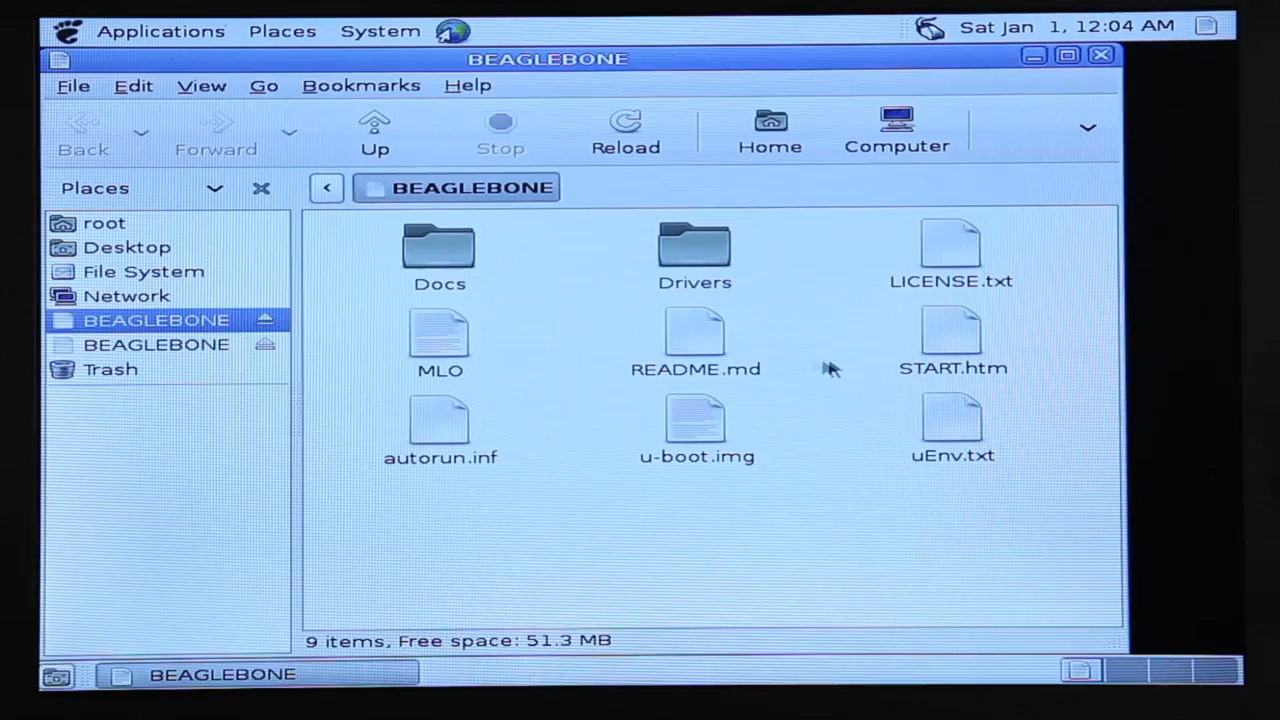 Applications Places System Sat Jan 1, 12:04 AM
BEAGLEBONE
File Edit View Go Bookmarks Help
Back Forward Up Stop Reload Home Computer
Places BEAGLEBONE
root
Desktop
File System
Network
BEAGLEBONE
BEAGLEBONE
Trash
Docs Drivers LICENSE.txt
MLO README.md START.htm
autorun.inf u-boot.img uEnv.txt
9 items, Free space: 51.3 MB
BEAGLEBONE